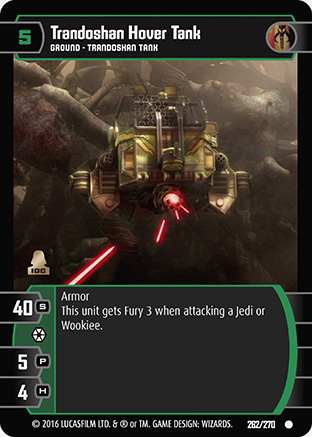 5 Trandoshan Hover Tank
GROUND - TRANDOSHAN TANK
IDC
40 S
Armor
This unit gets Fury 3 when attacking a Jedi or
Wookiee.
5 P
4 H
© 2016 LUCASFILM LTD. & ® or TM. GAME DESIGN: WIZARDS. 262/270